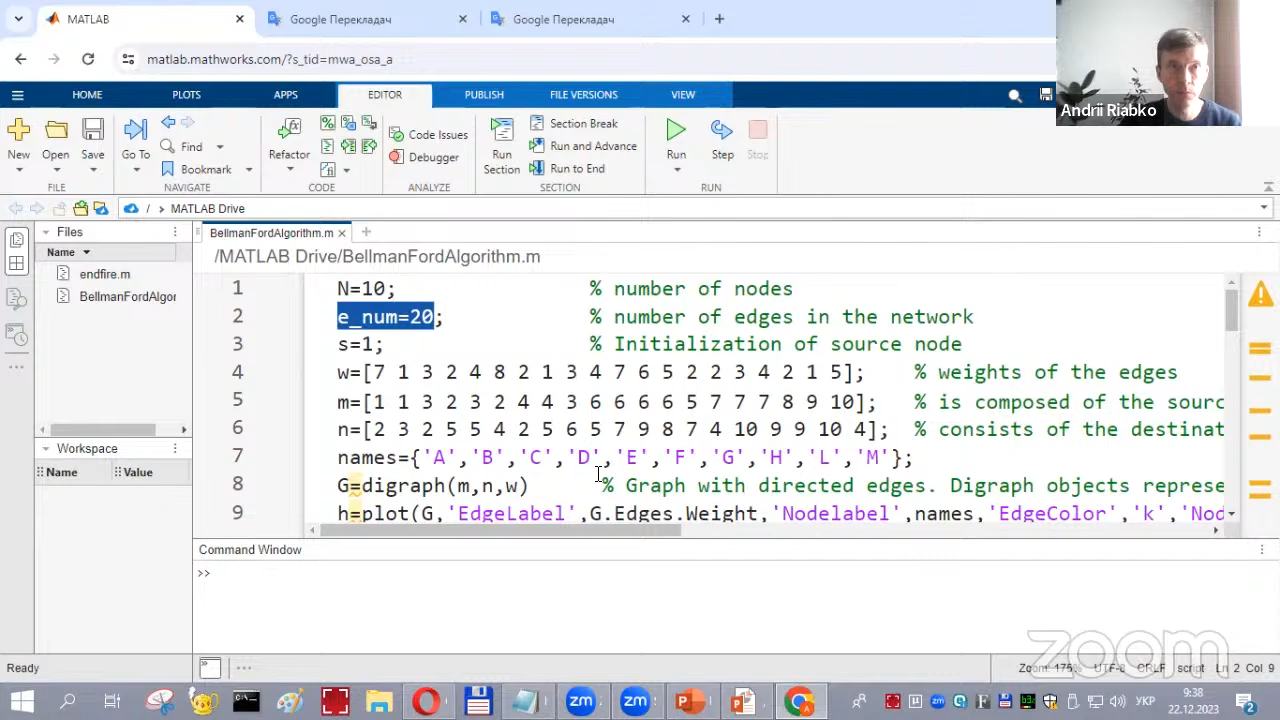 MATLAB
Google Перекладач
Google Перекладач
matlab.mathworks.com/?s_tid=mwa_osa_a
Andrii Riabko
HOME PLOTS APPS EDITOR PUBLISH FILE VERSIONS VIEW
New Open Save Go To Find Bookmark Refactor Code Issues Debugger Run Section Section Break Run and Advance Run to End Run Step Stop
FILE NAVIGATE CODE ANALYZE SECTION RUN
/ > MATLAB Drive
Files
Name
endfire.m
BellmanFordAlgor
Workspace
Name Value
BellmanFordAlgorithm.m
/MATLAB Drive/BellmanFordAlgorithm.m
1 N=10; % number of nodes
2 e_num=20; % number of edges in the network
3 s=1; % Initialization of source node
4 w=[7 1 3 2 4 8 2 1 3 4 7 6 5 2 2 3 4 2 1 5]; % weights of the edges
5 m=[1 1 3 2 3 2 4 4 3 6 6 6 6 5 7 7 7 8 9 10]; % is composed of the sourc
6 n=[2 3 2 5 5 4 2 5 6 5 7 9 8 7 4 10 9 9 10 4]; % consists of the destinat
7 names={'A','B','C','D','E','F','G','H','L','M'};
8 G=digraph(m,n,w) % Graph with directed edges. Digraph objects represe
9 h=plot(G,'EdgeLabel',G.Edges.Weight,'Nodelabel',names,'EdgeColor','k','Nod
Command Window
>>
zoom
Ready
Zoom: 175% UTF-8 CRLF script Ln 2 Col 9
УКР
9:38
22.12.2023
2